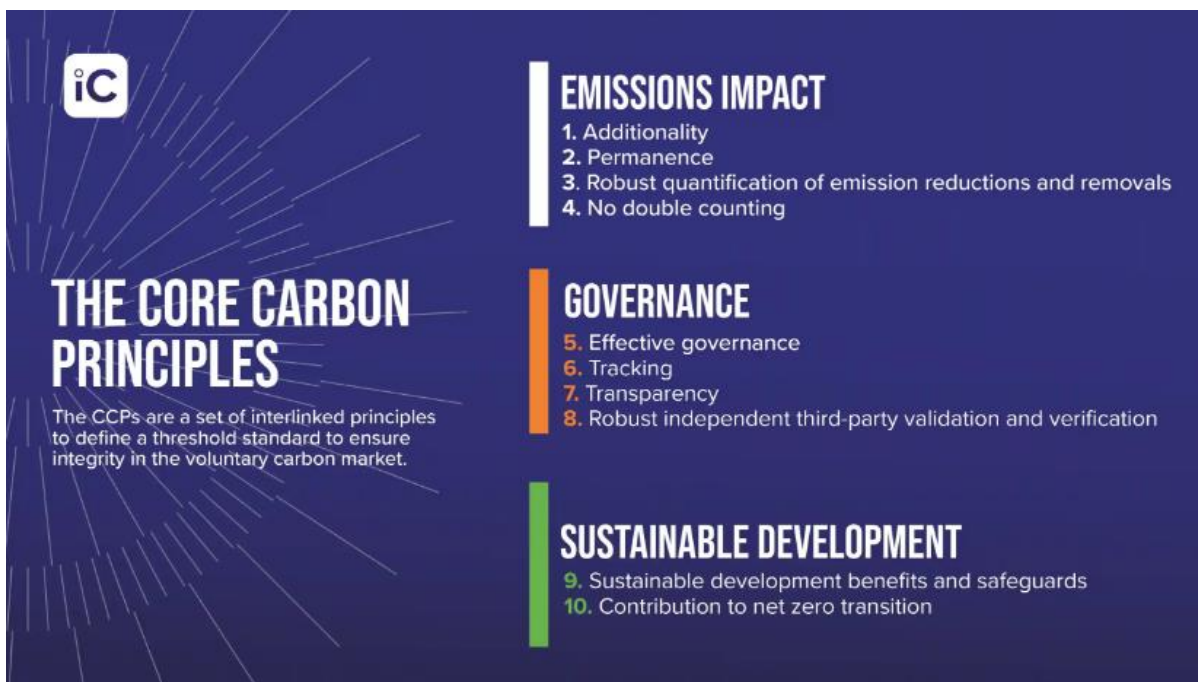 iC
THE CORE CARBON
PRINCIPLES
The CCPs are a set of interlinked principles
to define a threshold standard to ensure
integrity in the voluntary carbon market.
EMISSIONS IMPACT
1. Additionality
2. Permanence
3. Robust quantification of emission reductions and removals
4. No double counting
GOVERNANCE
5. Effective governance
6. Tracking
7. Transparency
8. Robust independent third-party validation and verification
SUSTAINABLE DEVELOPMENT
9. Sustainable development benefits and safeguards
10. Contribution to net zero transition